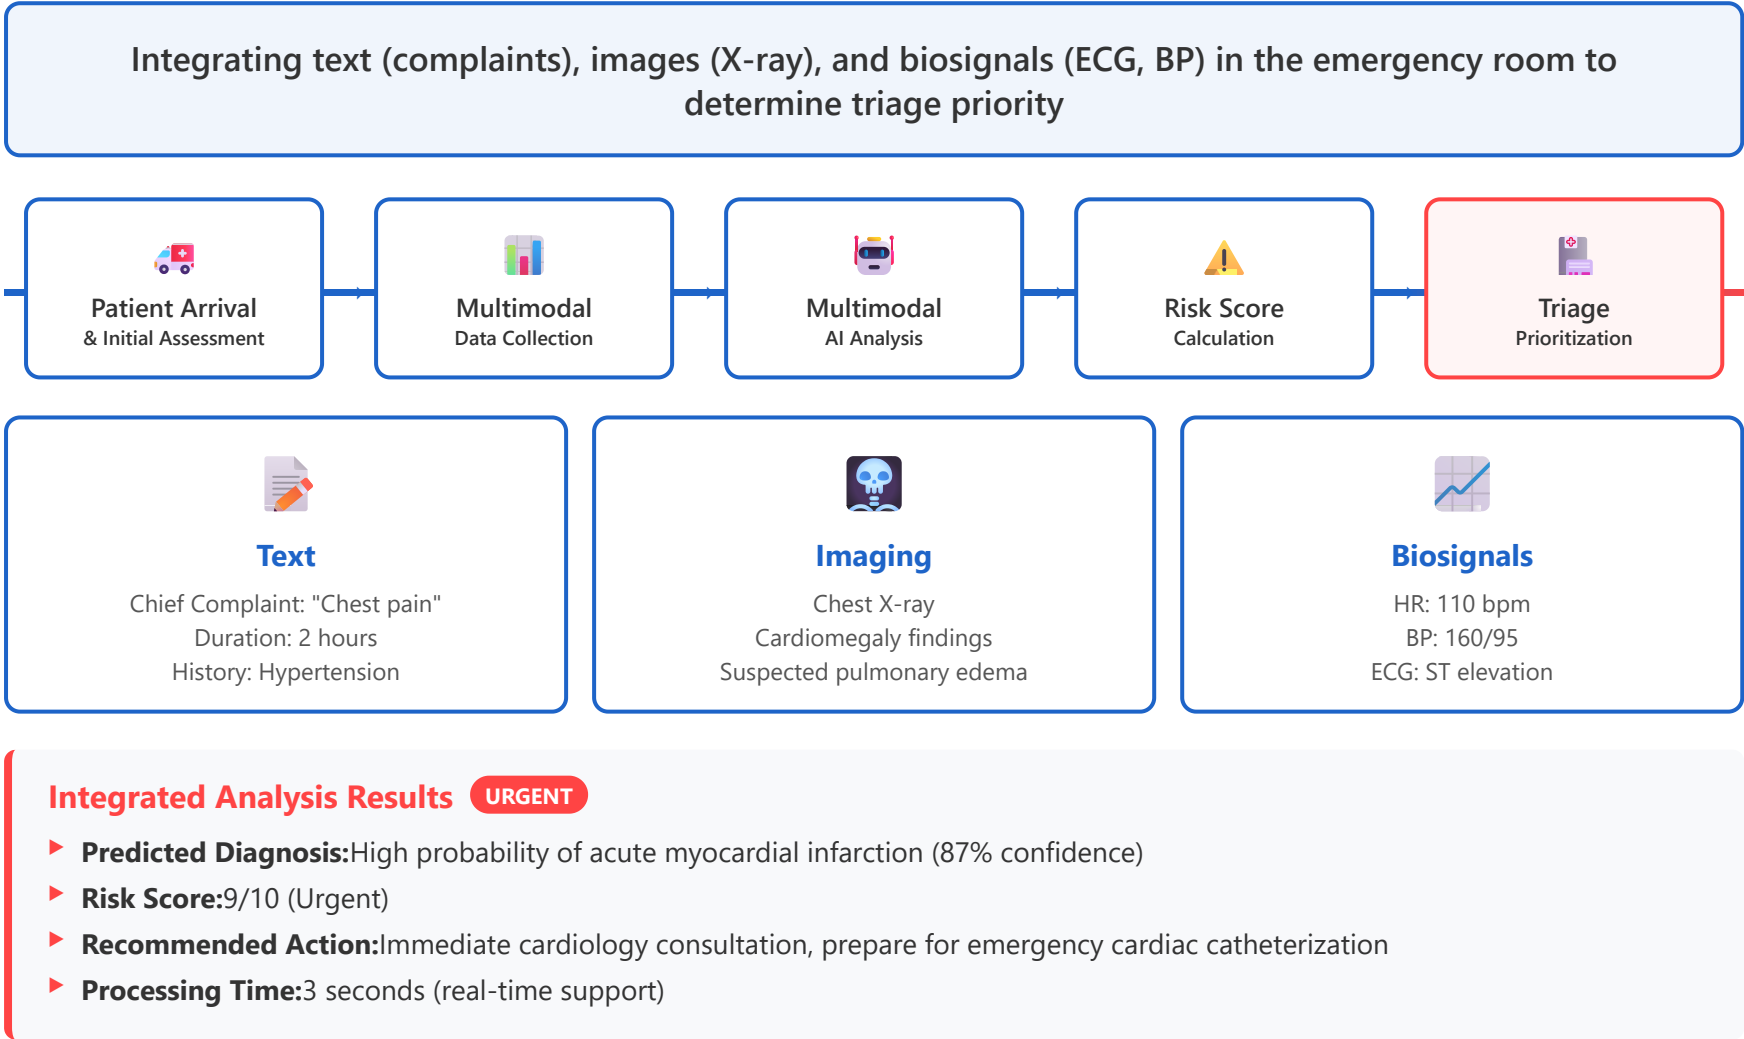 Integrating text (complaints), images (X-ray), and biosignals (ECG, BP) in the emergency room to
determine triage priority
Patient Arrival
& Initial Assessment
Multimodal
Data Collection
Multimodal
AI Analysis
Risk Score
Calculation
Triage
Prioritization
Text
Chief Complaint: "Chest pain"
Duration: 2 hours
History: Hypertension
Imaging
Chest X-ray
Cardiomegaly findings
Suspected pulmonary edema
Biosignals
HR: 110 bpm
BP: 160/95
ECG: ST elevation
Integrated Analysis Results URGENT
Predicted Diagnosis:High probability of acute myocardial infarction (87% confidence)
Risk Score:9/10 (Urgent)
Recommended Action:Immediate cardiology consultation, prepare for emergency cardiac catheterization
Processing Time:3 seconds (real-time support)